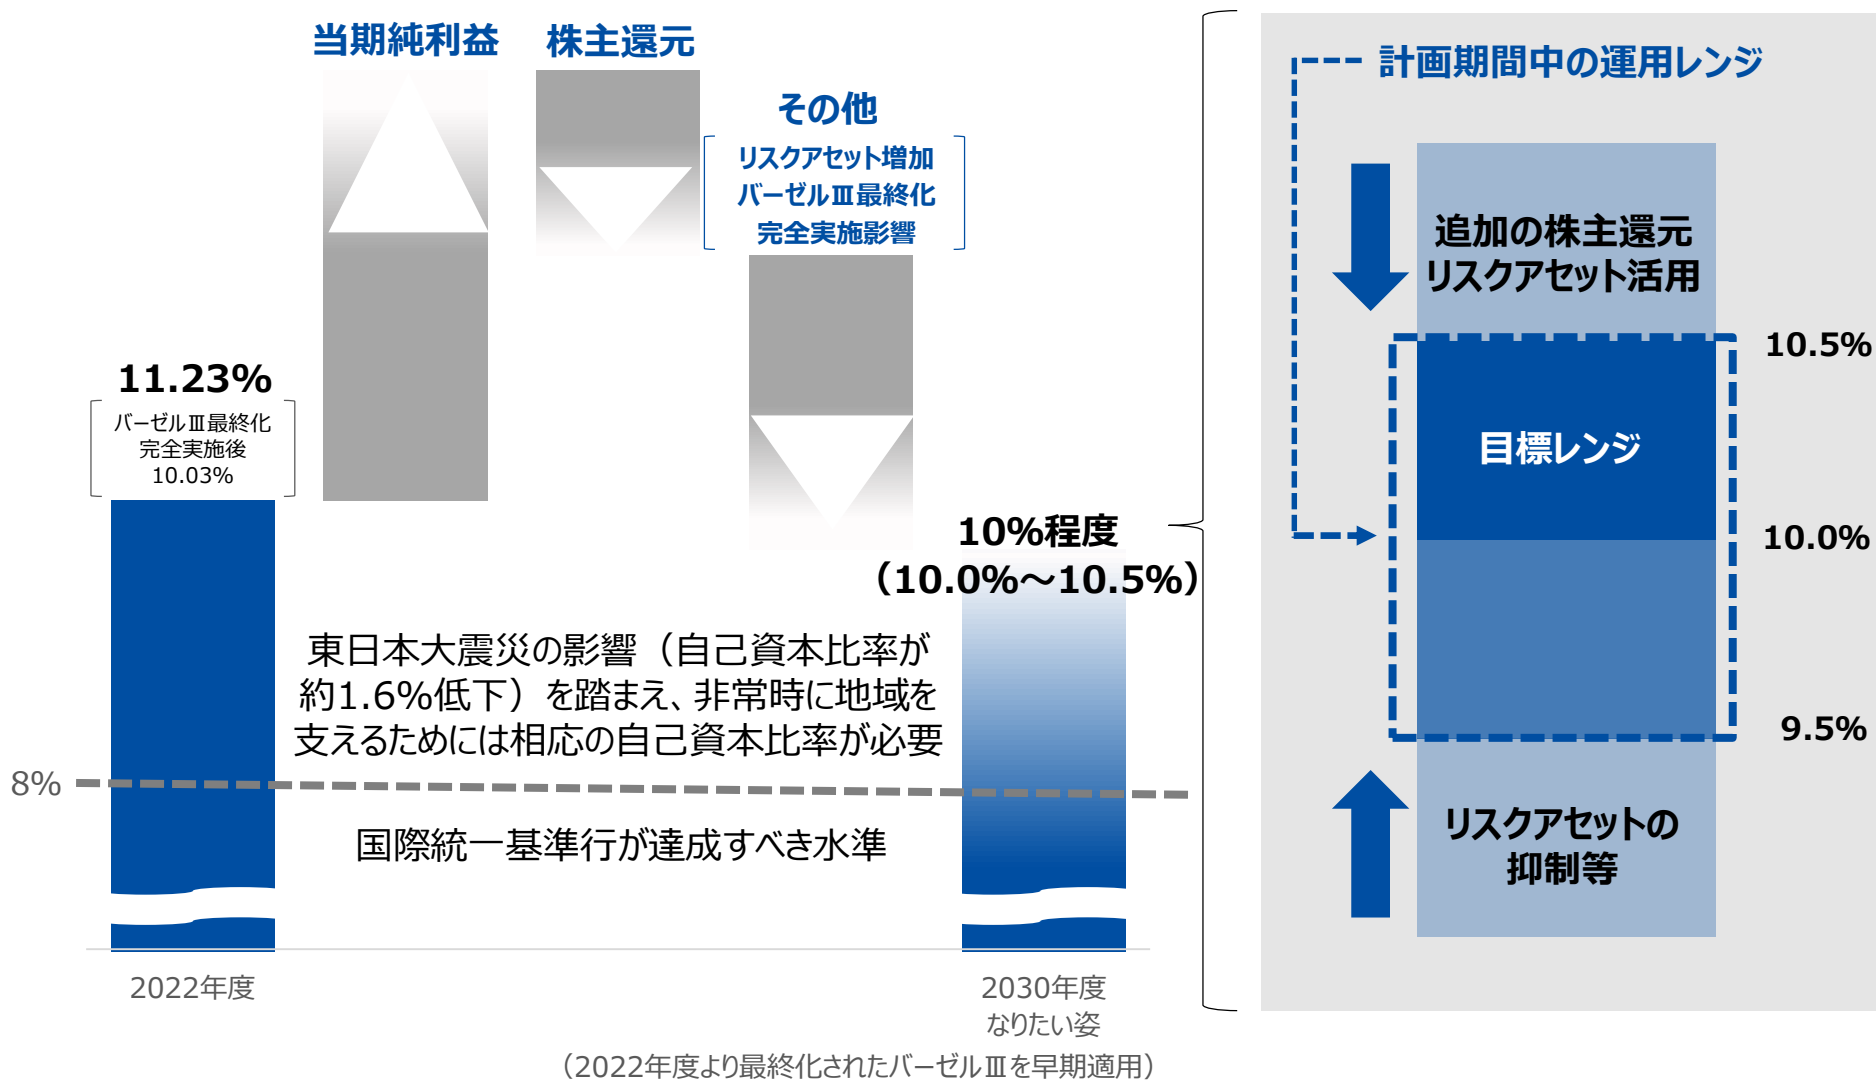 当期純利益
株主還元
その他
リスクアセット増加
バーゼルⅢ最終化
完全実施影響
11.23%
バーゼルⅢ最終化
完全実施後
10.03%
10%程度
（10.0%～10.5%）
東日本大震災の影響（自己資本比率が
約1.6%低下）を踏まえ、非常時に地域を
支えるためには相応の自己資本比率が必要
8%
国際統一基準行が達成すべき水準
2022年度
2030年度
なりたい姿
（2022年度より最終化されたバーゼルⅢを早期適用）
計画期間中の運用レンジ
追加の株主還元
リスクアセット活用
10.5%
目標レンジ
10.0%
9.5%
リスクアセットの
抑制等